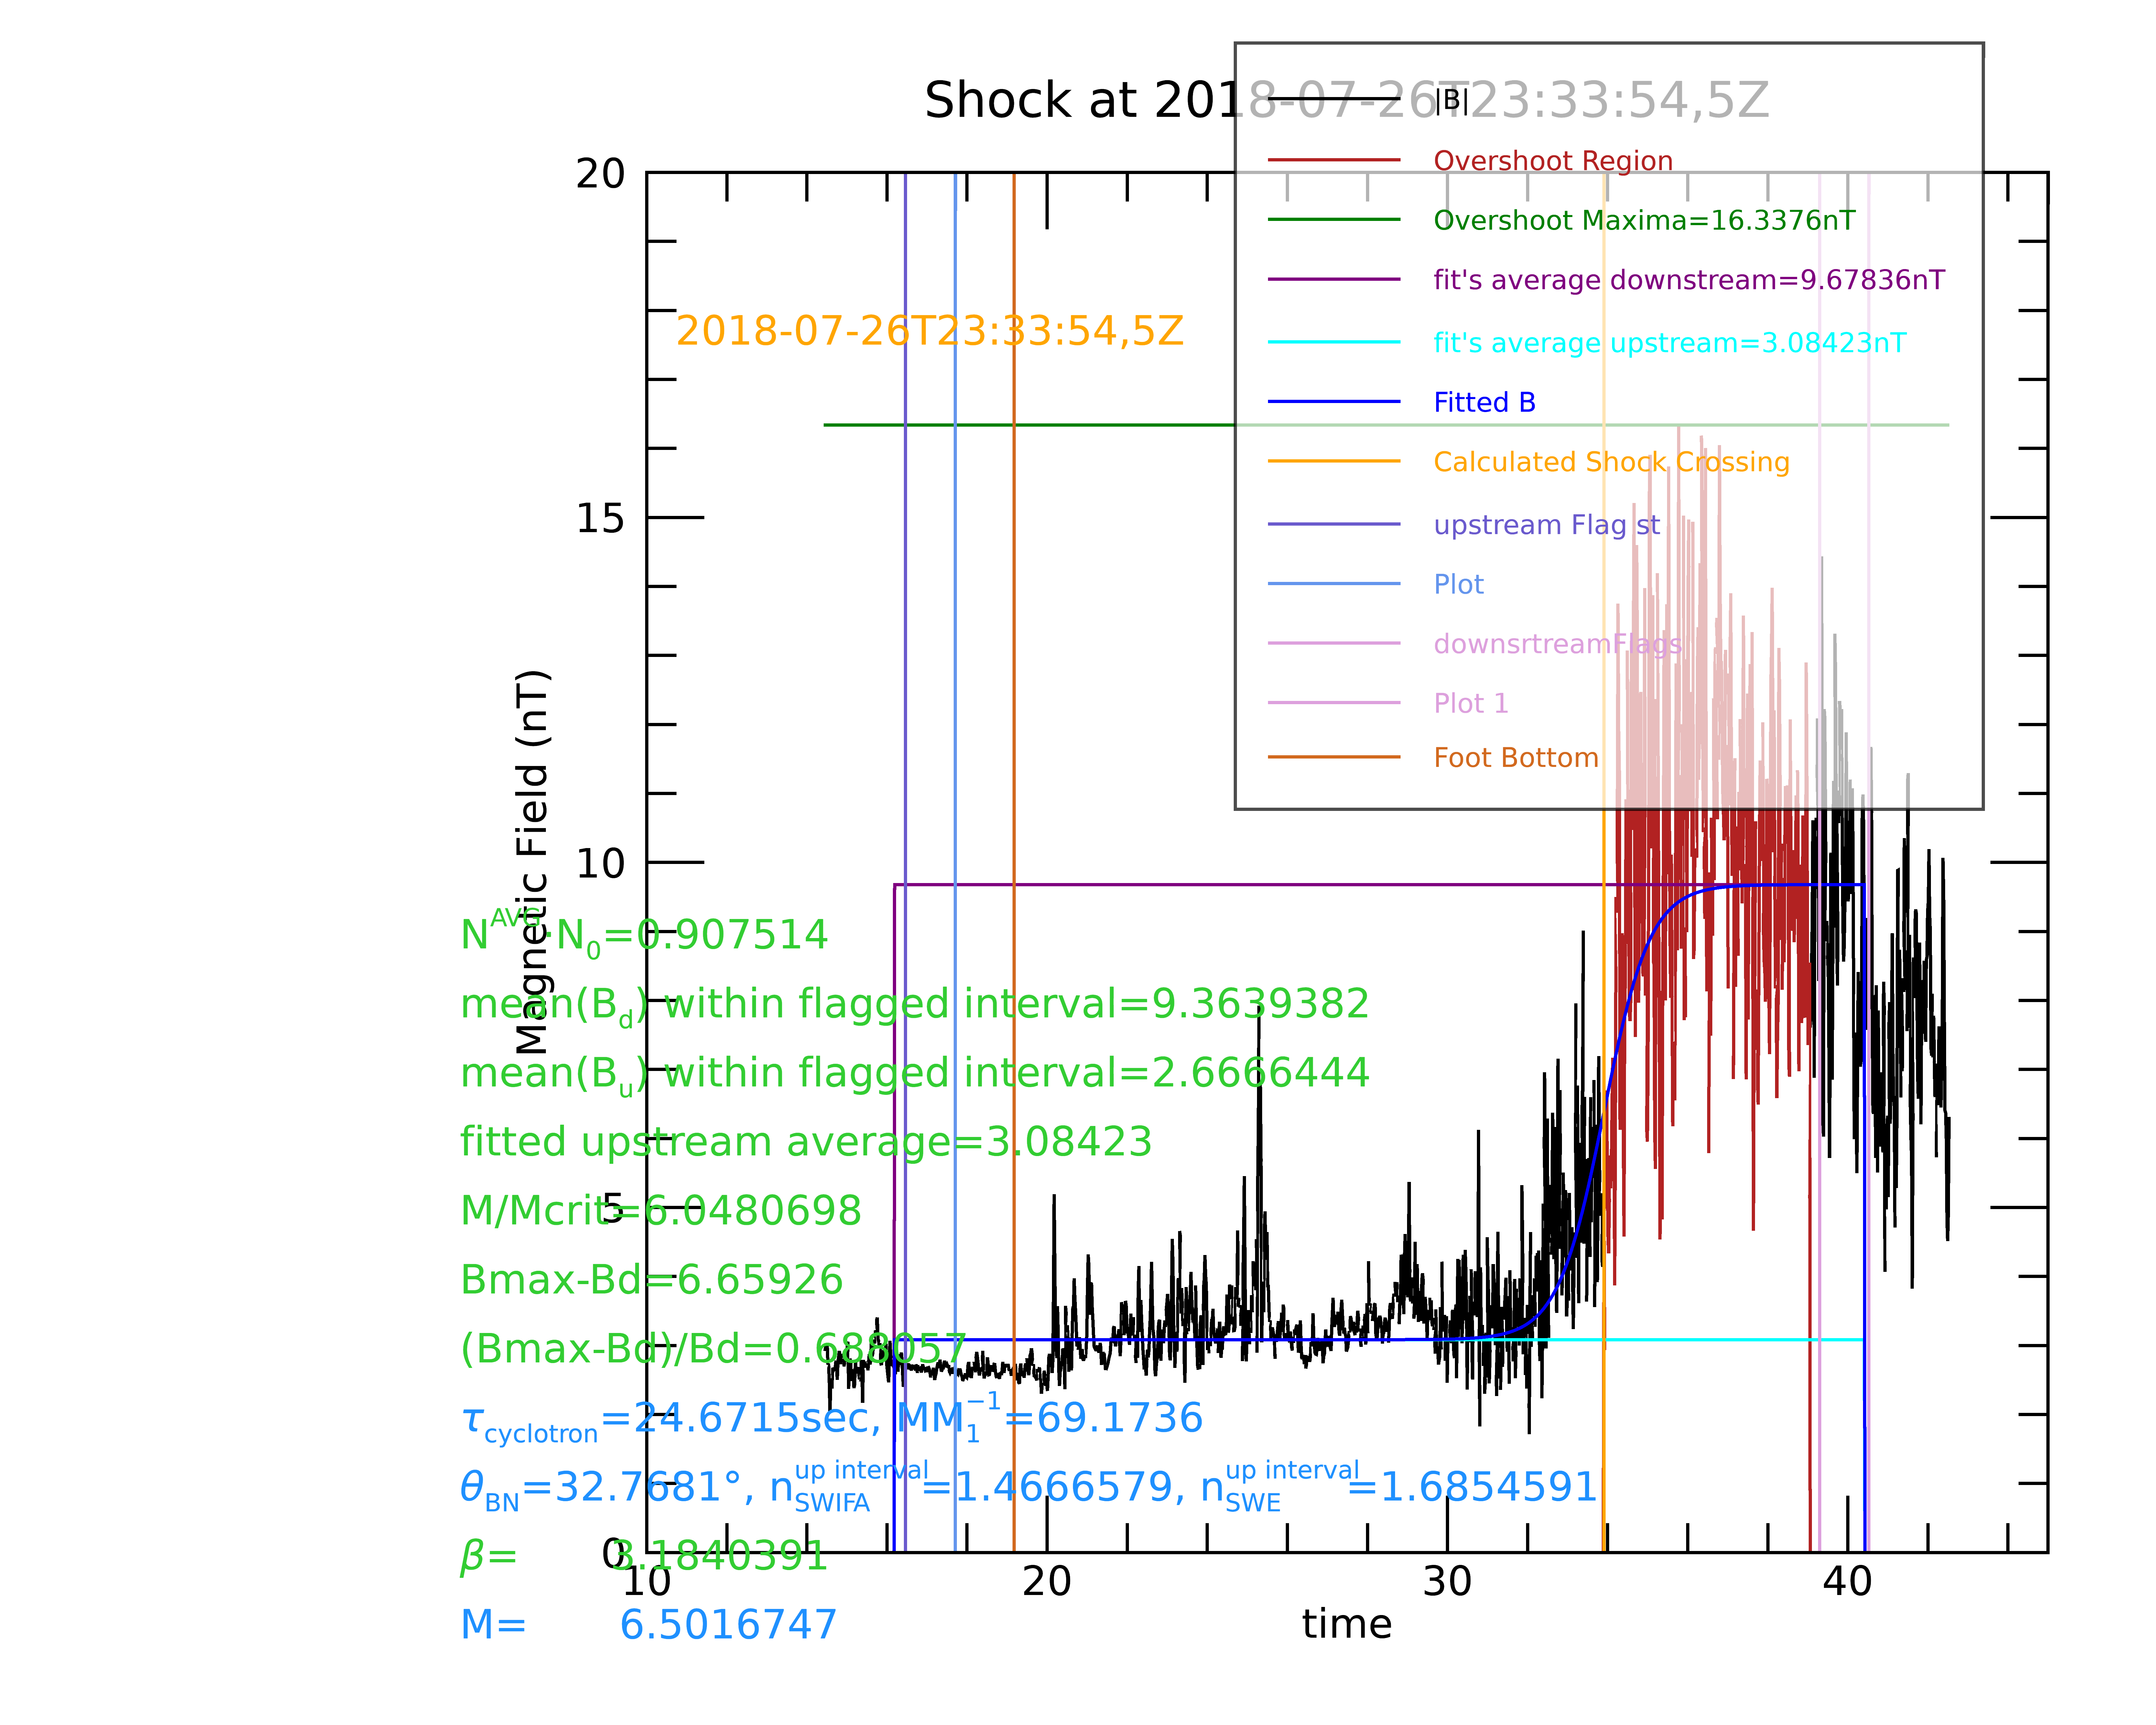 Shock at 2018-07-26T23:33:54,5Z
|B|
Overshoot Region
Overshoot Maxima=16.3376nT
fit's average downstream=9.67836nT
fit's average upstream=3.08423nT
Fitted B
Calculated Shock Crossing
upstream Flag st
Plot
downsrtreamFlags
Plot 1
Foot Bottom
2018-07-26T23:33:54,5Z
20
15
10
5
0
Magnetic Field (nT)
N^AVG·N_0=0.907514
mean(B_d) within flagged interval=9.3639382
mean(B_u) within flagged interval=2.6666444
fitted upstream average=3.08423
M/Mcrit=6.0480698
Bmax-Bd=6.65926
(Bmax-Bd)/Bd=0.688057
τ_cyclotron=24.6715sec, MM_1^−1=69.1736
θ_BN=32.7681°, n_SWIFA^up interval=1.4666579, n_SWE^up interval=1.6854591
β= 3.1840391
M= 6.5016747
10 20 30 40
time